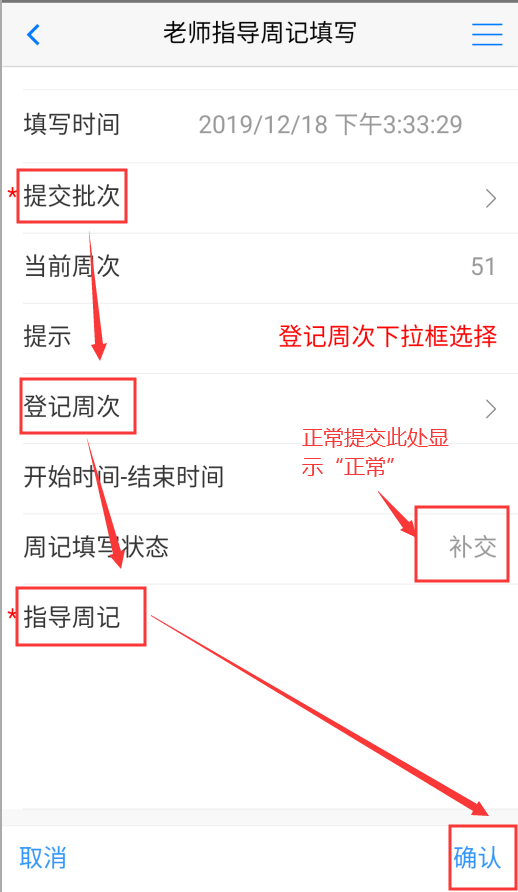 老师指导周记填写
填写时间 2019/12/18 下午3:33:29
*提交批次
当前周次 51
提示 登记周次下拉框选择
登记周次
正常提交此处显
示“正常”
开始时间-结束时间
周记填写状态 补交
*指导周记
取消 确认